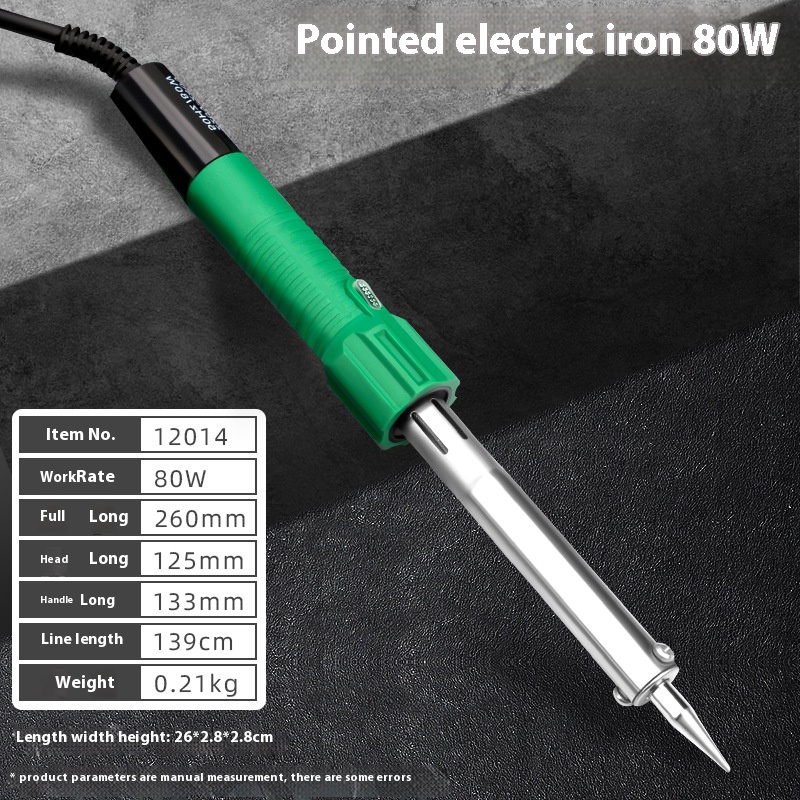 Pointed electric iron 80W
50HZ180W
Item No. 12014
WorkRate 80W
Full Long 260mm
Head Long 125mm
Handle Long 133mm
Line length 139cm
Weight 0.21kg
*Length width height: 26*2.8*2.8cm
* product parameters are manual measurement, there are some errors